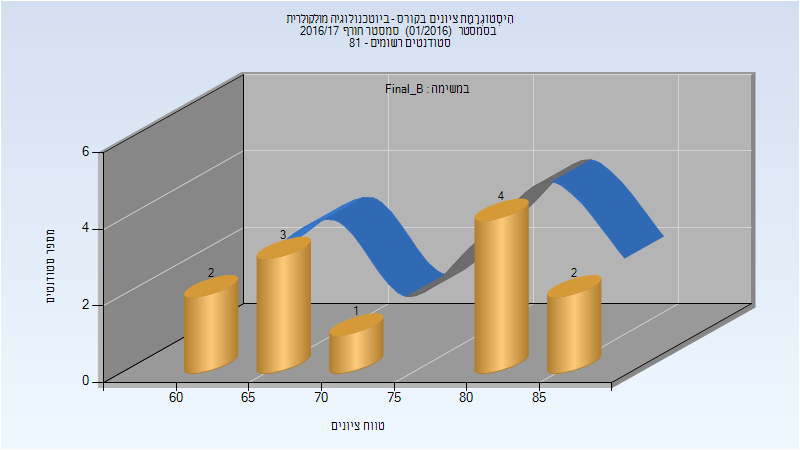 היסטוגרמת ציונים בקורס - ביוטכנולוגיה מולקולרית
בסמסטר (01/2016) סמסטר חורף 2016/17
סטודנטים רשומים - 81
במשימה : Final_B
מספר סטודנטים
6
4
2
0
2
3
1
4
2
60 65 70 75 80 85
טווח ציונים